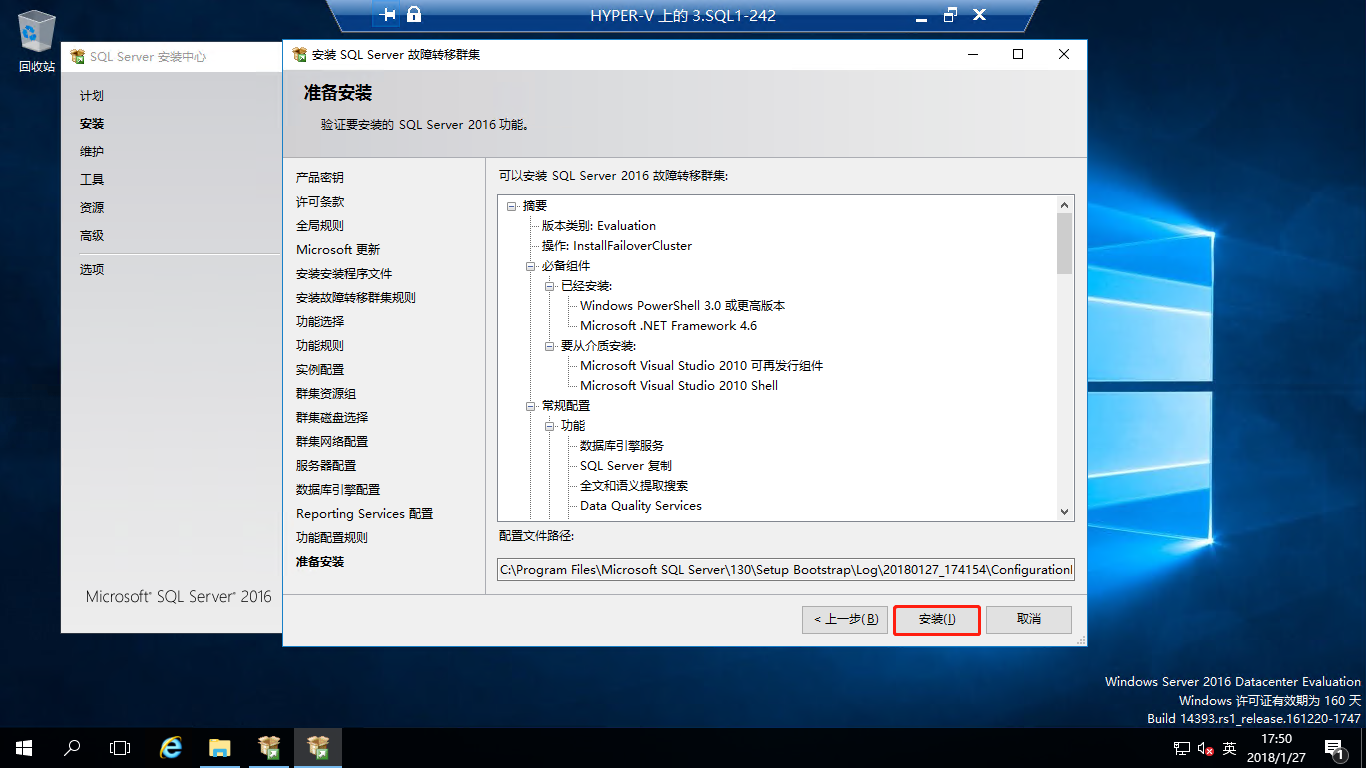 HYPER-V 上的 3.SQL1-242
回收站
SQL Server 安装中心
计划
安装
维护
工具
资源
高级
选项
Microsoft® SQL Server® 2016
安装 SQL Server 故障转移群集
准备安装
验证要安装的 SQL Server 2016 功能。
产品密钥
许可条款
全局规则
Microsoft 更新
安装安装程序文件
安装故障转移群集规则
功能选择
功能规则
实例配置
群集资源组
群集磁盘选择
群集网络配置
服务器配置
数据库引擎配置
Reporting Services 配置
功能配置规则
准备安装
可以安装 SQL Server 2016 故障转移群集:
摘要
版本类别: Evaluation
操作: InstallFailoverCluster
必备组件
已经安装:
Windows PowerShell 3.0 或更高版本
Microsoft .NET Framework 4.6
要从介质安装:
Microsoft Visual Studio 2010 可再发行组件
Microsoft Visual Studio 2010 Shell
常规配置
功能
数据库引擎服务
SQL Server 复制
全文和语义提取搜索
Data Quality Services
配置文件路径:
C:\Program Files\Microsoft SQL Server\130\Setup Bootstrap\Log\20180127_174154\Configuration
< 上一步(B)
安装(I)
取消
Windows Server 2016 Datacenter Evaluation
Windows 许可证有效期为 160 天
Build 14393.rs1_release.161220-1747
英
17:50
2018/1/27
1